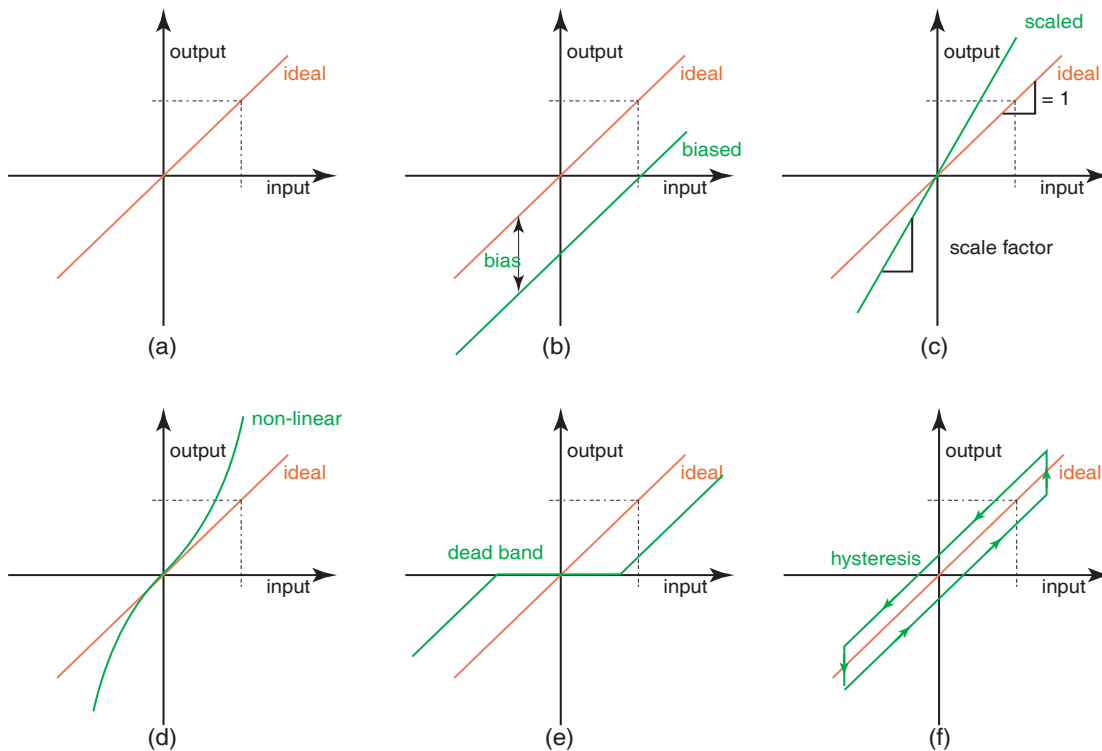 output
ideal
input
(a)
output
ideal
biased
input
bias
(b)
scaled
output
ideal
= 1
input
scale factor
(c)
non-linear
output
ideal
input
(d)
output
ideal
dead band
input
(e)
output
ideal
hysteresis
input
(f)